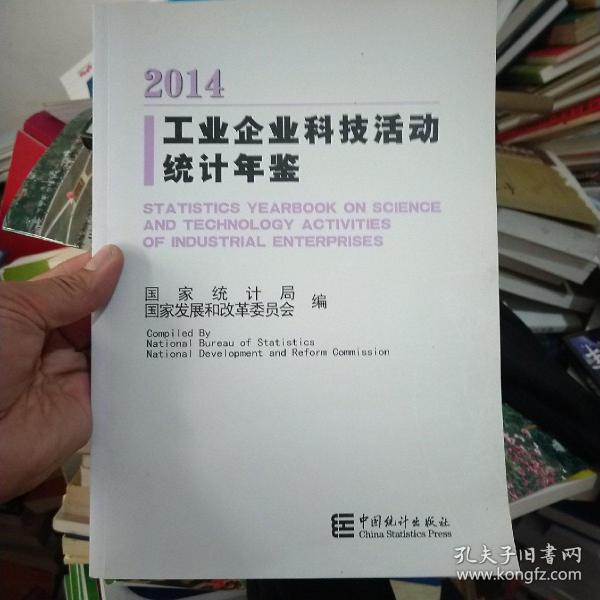 2014
工业企业科技活动
统计年鉴
STATISTICS YEARBOOK ON SCIENCE
AND TECHNOLOGY ACTIVITIES
OF INDUSTRIAL ENTERPRISES
国家统计局
国家发展和改革委员会 编
Compiled By
National Bureau of Statistics
National Development and Reform Commission
中国统计出版社
China Statistics Press
孔夫子旧书网
www.kongfz.com